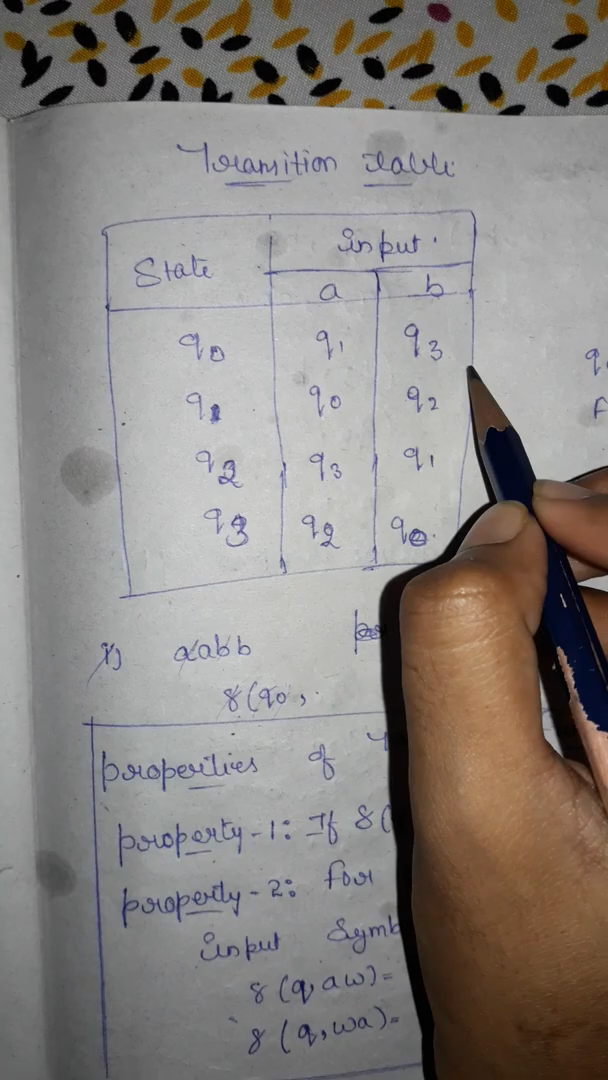 Transition table
State Input.
a b
q0 q1 q3
q1 q0 q2
q2 q3 q1
q3 q2 q0
1) aabb
δ(q0,
properties of
property-1: If δ(
property-2: for
input Symb
δ(q,aw)=
δ(q,wa)=